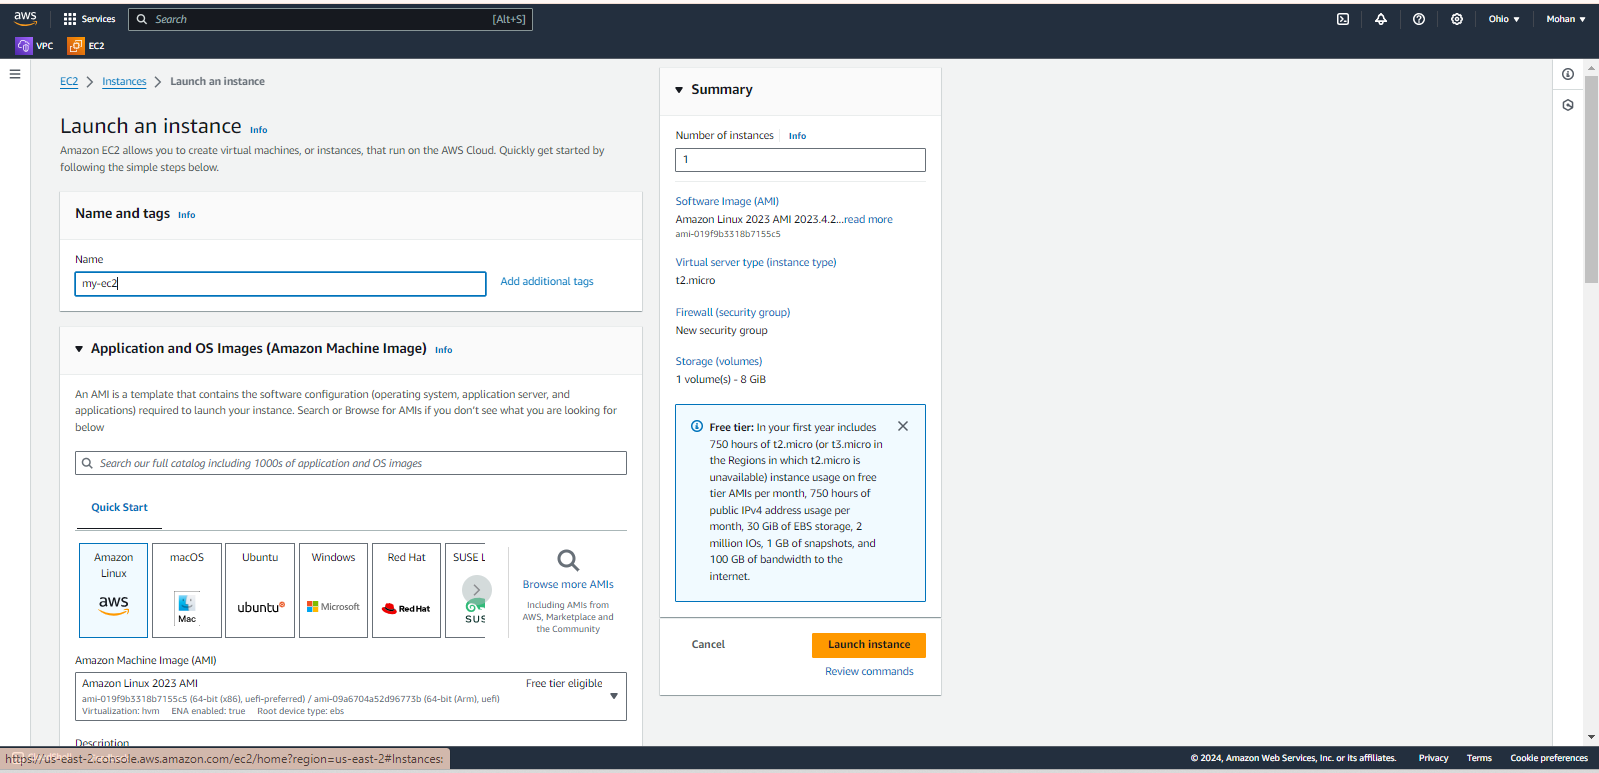 aws
Services
Search
[Alt+S]
Ohio
Mohan
VPC
EC2
EC2
Instances
Launch an instance
Launch an instance
Info
Amazon EC2 allows you to create virtual machines, or instances, that run on the AWS Cloud. Quickly get started by
following the simple steps below.
Name and tags
Info
Name
my-ec2
Add additional tags
Application and OS Images (Amazon Machine Image)
Info
An AMI is a template that contains the software configuration (operating system, application server, and
applications) required to launch your instance. Search or Browse for AMIs if you don't see what you are looking for
below
Search our full catalog including 1000s of application and OS images
Quick Start
Amazon
Linux
aws
macOS
Mac
Ubuntu
ubuntu
Windows
Microsoft
Red Hat
Red Hat
SUSE L
SUS
Browse more AMIs
Including AMIs from
AWS, Marketplace and
the Community
Amazon Machine Image (AMI)
Amazon Linux 2023 AMI
Free tier eligible
ami-019f9b3318b7155c5 (64-bit (x86), uefi-preferred) / ami-09a6704a52d96773b (64-bit (Arm), uefi)
Virtualization: hvm
ENA enabled: true
Root device type: ebs
Description
Summary
Number of instances
Info
1
Software Image (AMI)
Amazon Linux 2023 AMI 2023.4.2...read more
ami-019f9b3318b7155c5
Virtual server type (instance type)
t2.micro
Firewall (security group)
New security group
Storage (volumes)
1 volume(s) - 8 GiB
Free tier: In your first year includes
750 hours of t2.micro (or t3.micro in
the Regions in which t2.micro is
unavailable) instance usage on free
tier AMIs per month, 750 hours of
public IPv4 address usage per
month, 30 GiB of EBS storage, 2
million IOs, 1 GB of snapshots, and
100 GB of bandwidth to the
internet.
Cancel
Launch instance
Review commands
https://us-east-2.console.aws.amazon.com/ec2/home?region=us-east-2#Instances:
© 2024, Amazon Web Services, Inc. or its affiliates.
Privacy
Terms
Cookie preferences